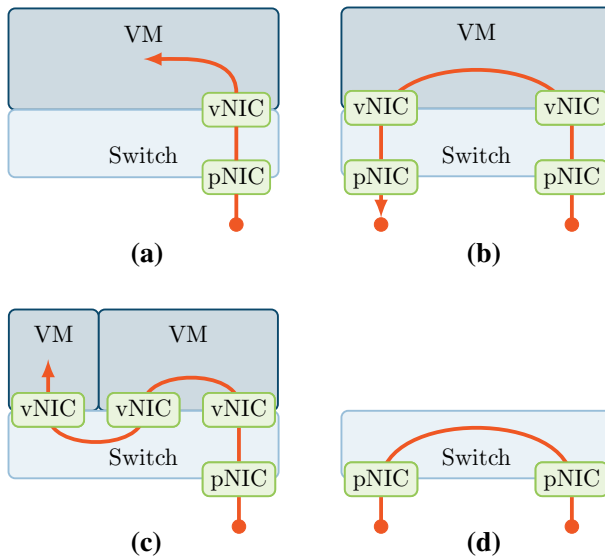 VM
vNIC
Switch
pNIC
(a)
VM
vNIC vNIC
Switch
pNIC pNIC
(b)
VM VM
vNIC vNIC vNIC
Switch
pNIC
(c)
Switch
pNIC pNIC
(d)